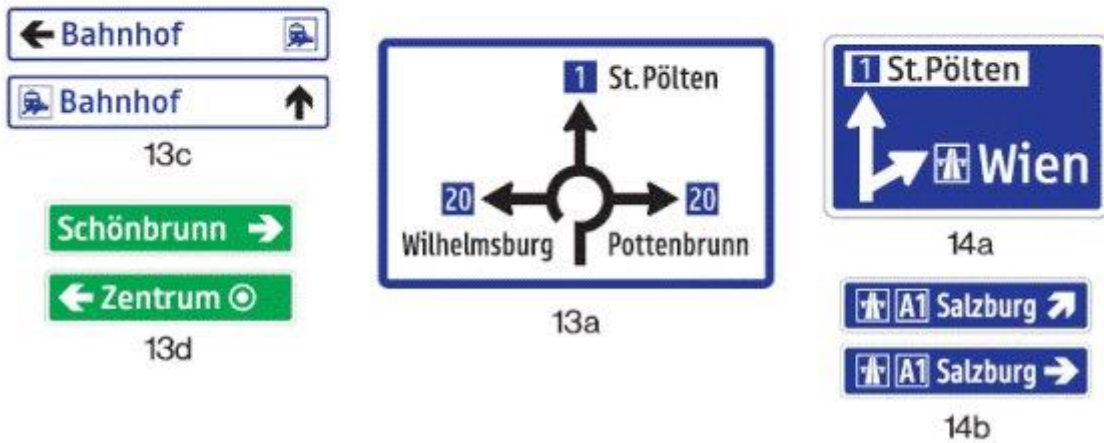 Bahnhof
Bahnhof
13c
Schönbrunn
Zentrum
13d
1 St. Pölten
20 20
Wilhelmsburg Pottenbrunn
13a
1 St. Pölten
Wien
14a
A1 Salzburg
A1 Salzburg
14b